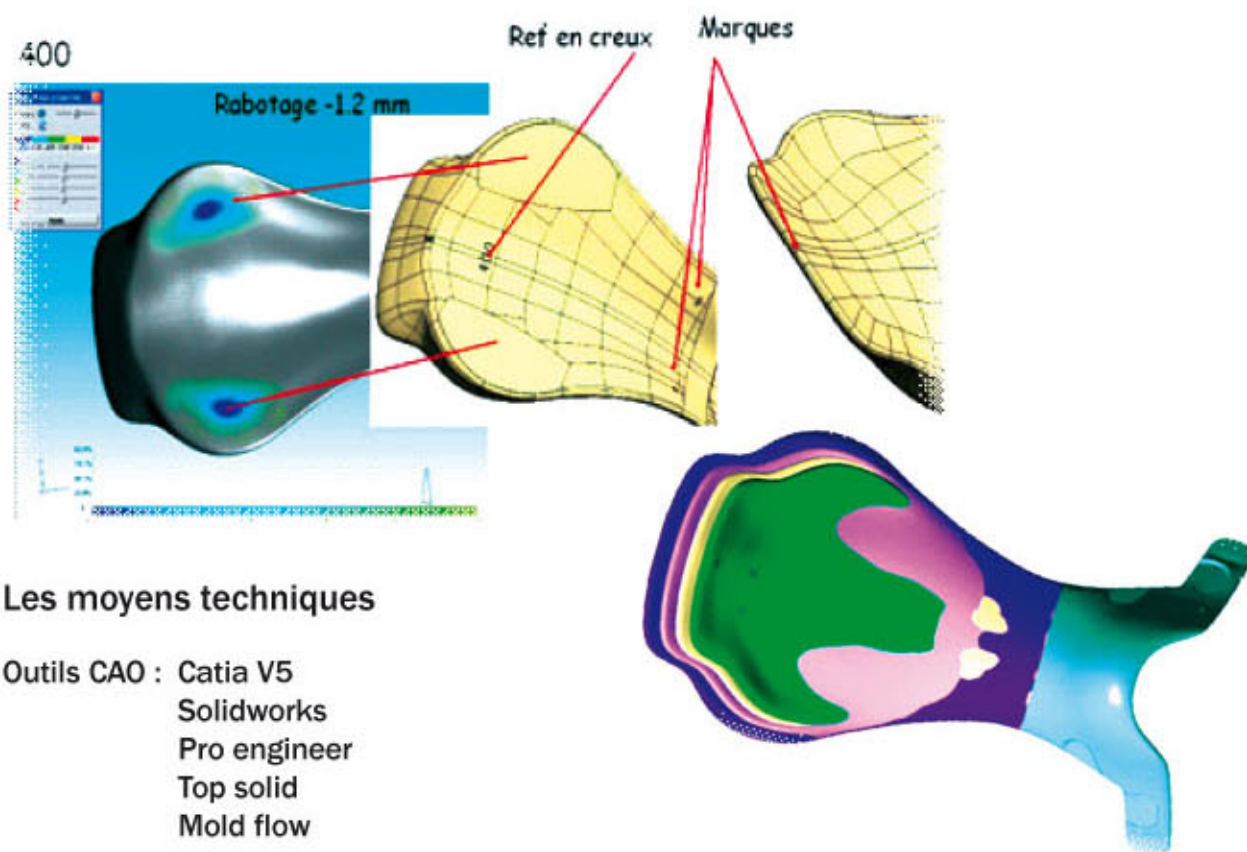 400
Ref en creux
Marques
Rabotage -1.2 mm
400
Les moyens techniques
Outils CAO : Catia V5
Solidworks
Pro engineer
Top solid
Mold flow